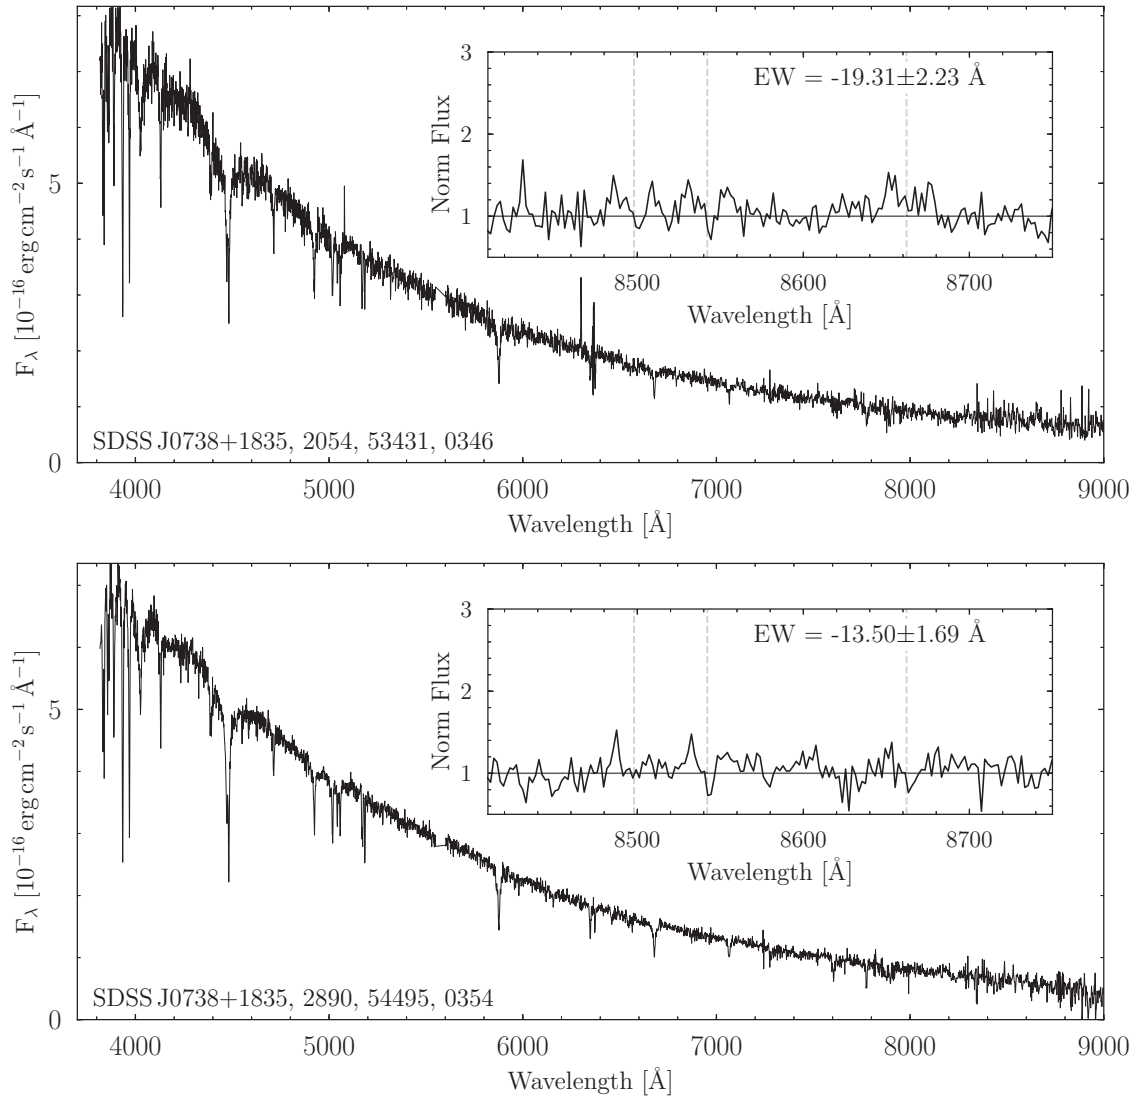 EW = -19.31±2.23 Å
3
2
1
Norm Flux
8500
8600
8700
Wavelength [Å]
5
0
F_λ [10⁻¹⁶ erg cm⁻² s⁻¹ Å⁻¹]
SDSS J0738+1835, 2054, 53431, 0346
4000
5000
6000
7000
8000
9000
Wavelength [Å]
EW = -13.50±1.69 Å
3
2
1
Norm Flux
8500
8600
8700
Wavelength [Å]
5
0
F_λ [10⁻¹⁶ erg cm⁻² s⁻¹ Å⁻¹]
SDSS J0738+1835, 2890, 54495, 0354
4000
5000
6000
7000
8000
9000
Wavelength [Å]